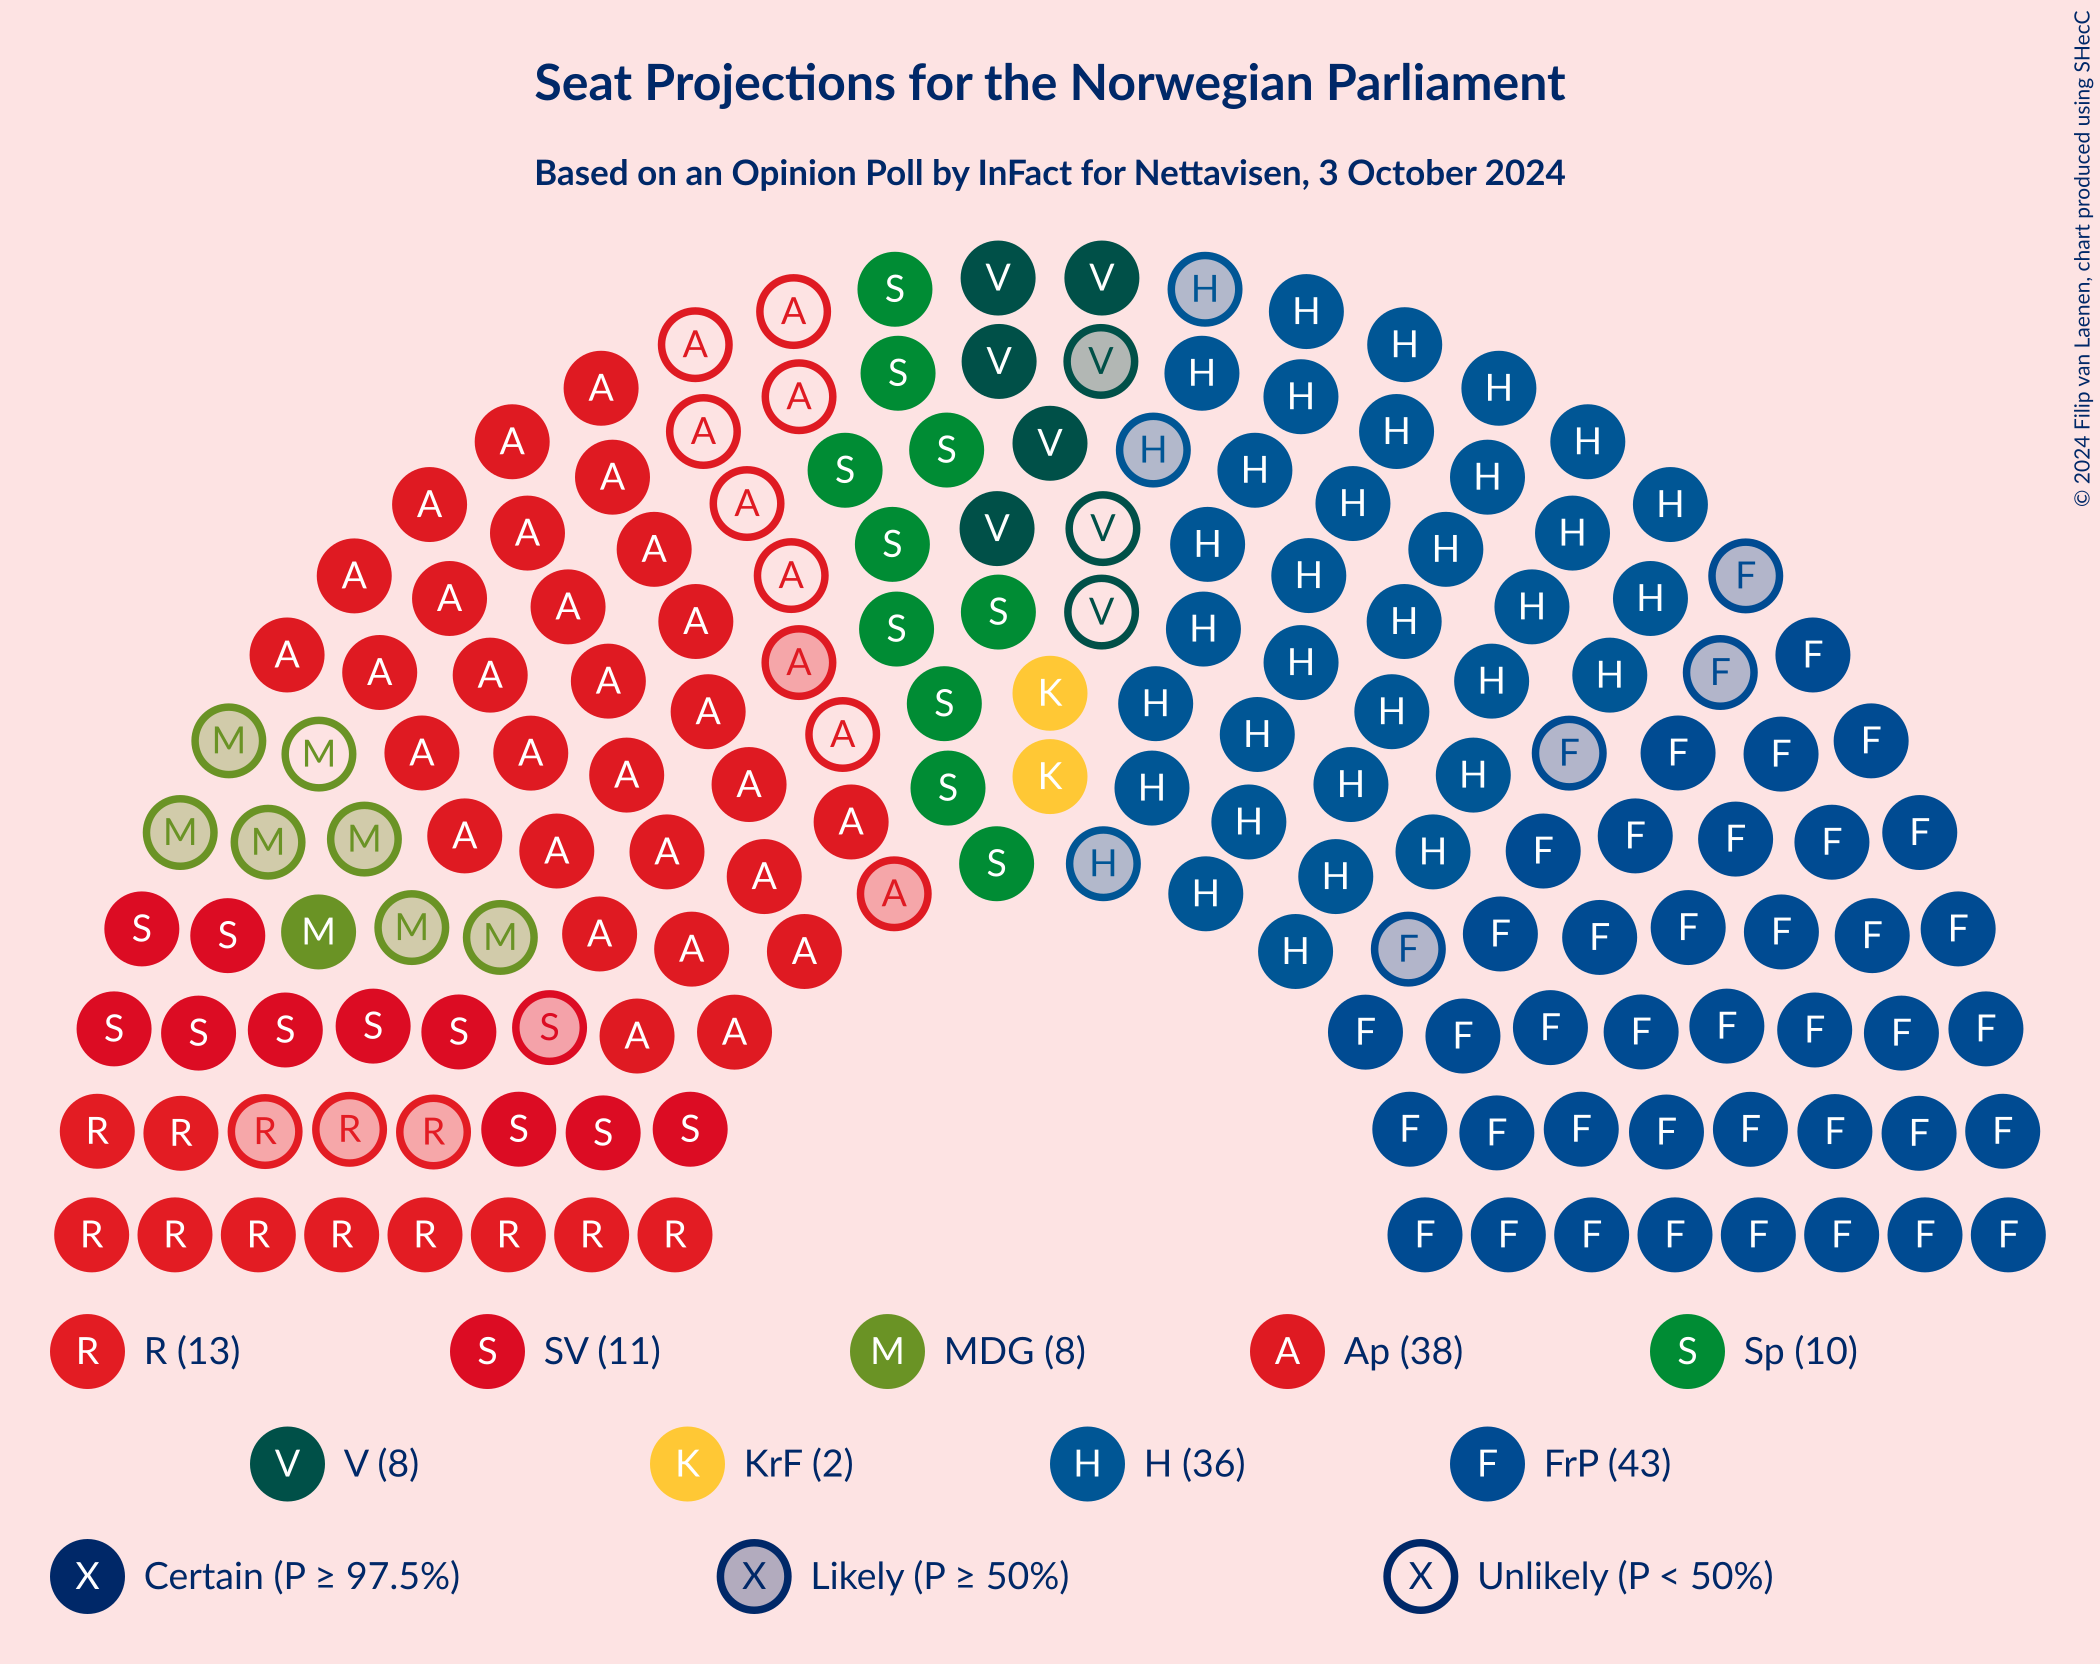 Seat Projections for the Norwegian Parliament
Based on an Opinion Poll by InFact for Nettavisen, 3 October 2024
© 2024 Filip van Laenen, chart produced using SHecC
S V V H
A H
A H
A S V V H H
A A H H
A S S V H H
A A H H
A A H H
A A S V V H H
A A A H H H
A A S S V H H F
A A A H H H
A A S K H F F
M M A A A A A H H H F F F F
A A S K H H H H
M M M A A A A A S H H H H F F F F F
A A H H
S S M M M A A A H F F F F F F F
S S S S S S A A F F F F F F F F
R R R R R S S S F F F F F F F F
R R R R R R R R F F F F F F F F
R R (13) S SV (11) M MDG (8) A Ap (38) S Sp (10)
V V (8) K KrF (2) H H (36) F FrP (43)
X Certain (P ≥ 97.5%) X Likely (P ≥ 50%) X Unlikely (P < 50%)